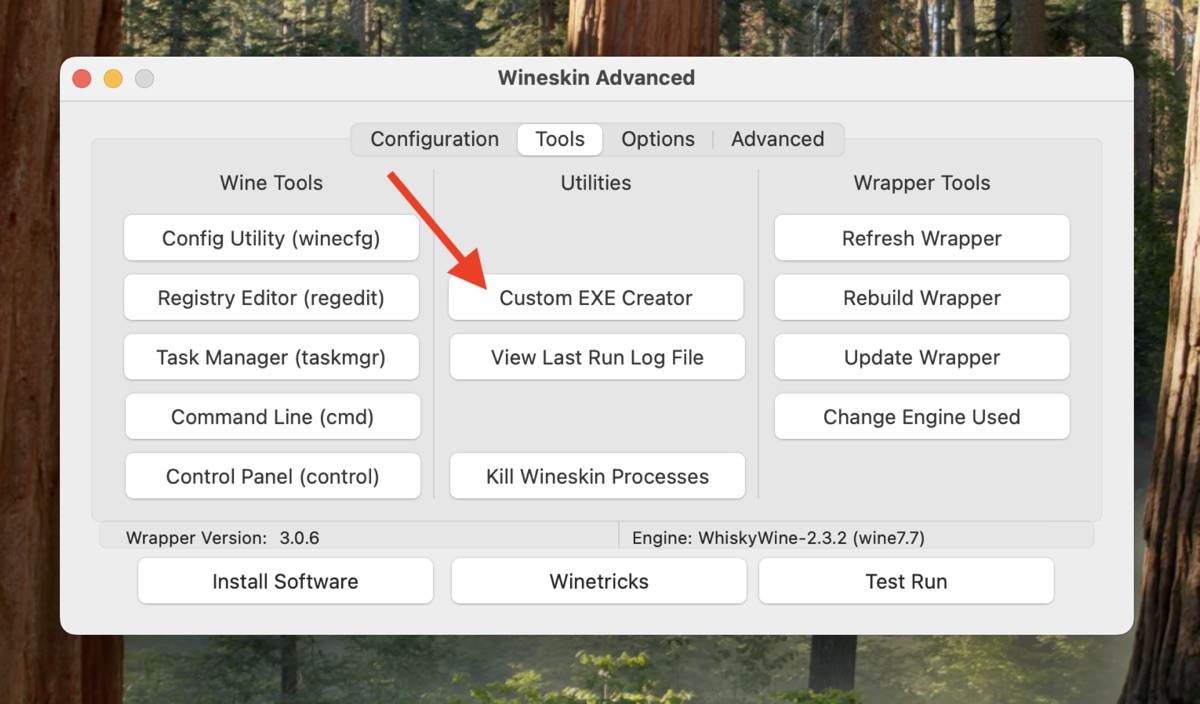 Wineskin Advanced
Configuration
Tools
Options
Advanced
Wine Tools
Config Utility (winecfg)
Registry Editor (regedit)
Task Manager (taskmgr)
Command Line (cmd)
Control Panel (control)
Utilities
Custom EXE Creator
View Last Run Log File
Kill Wineskin Processes
Wrapper Tools
Refresh Wrapper
Rebuild Wrapper
Update Wrapper
Change Engine Used
Wrapper Version: 3.0.6
Engine: WhiskyWine-2.3.2 (wine7.7)
Install Software
Winetricks
Test Run